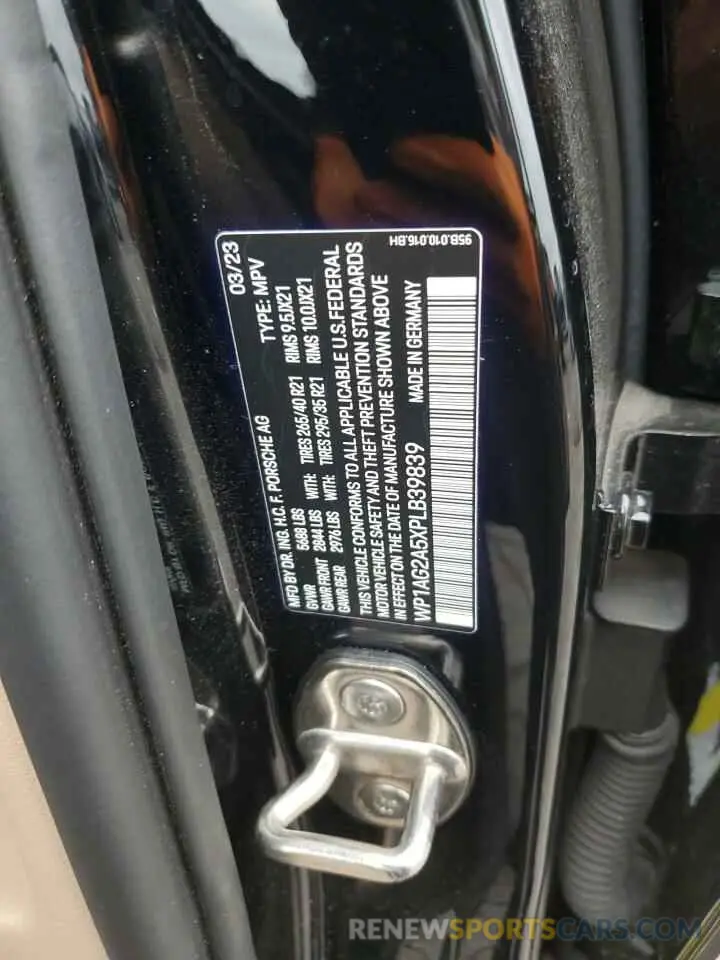 95B.010.016.BH
03/23
MFD BY DR. ING. H.C. F. PORSCHE AG TYPE: MPV
GVWR 5688 LBS
GAWR FRONT 2844 LBS WITH: TIRES 265/40 R21 RIMS 9.5JX21
GAWR REAR 2976 LBS WITH: TIRES 295/35 R21 RIMS 10.0JX21
THIS VEHICLE CONFORMS TO ALL APPLICABLE U.S.FEDERAL
MOTOR VEHICLE SAFETY AND THEFT PREVENTION STANDARDS
IN EFFECT ON THE DATE OF MANUFACTURE SHOWN ABOVE
WP1AG2A5XPLB39839 MADE IN GERMANY
RENEWSPORTSCARS.COM